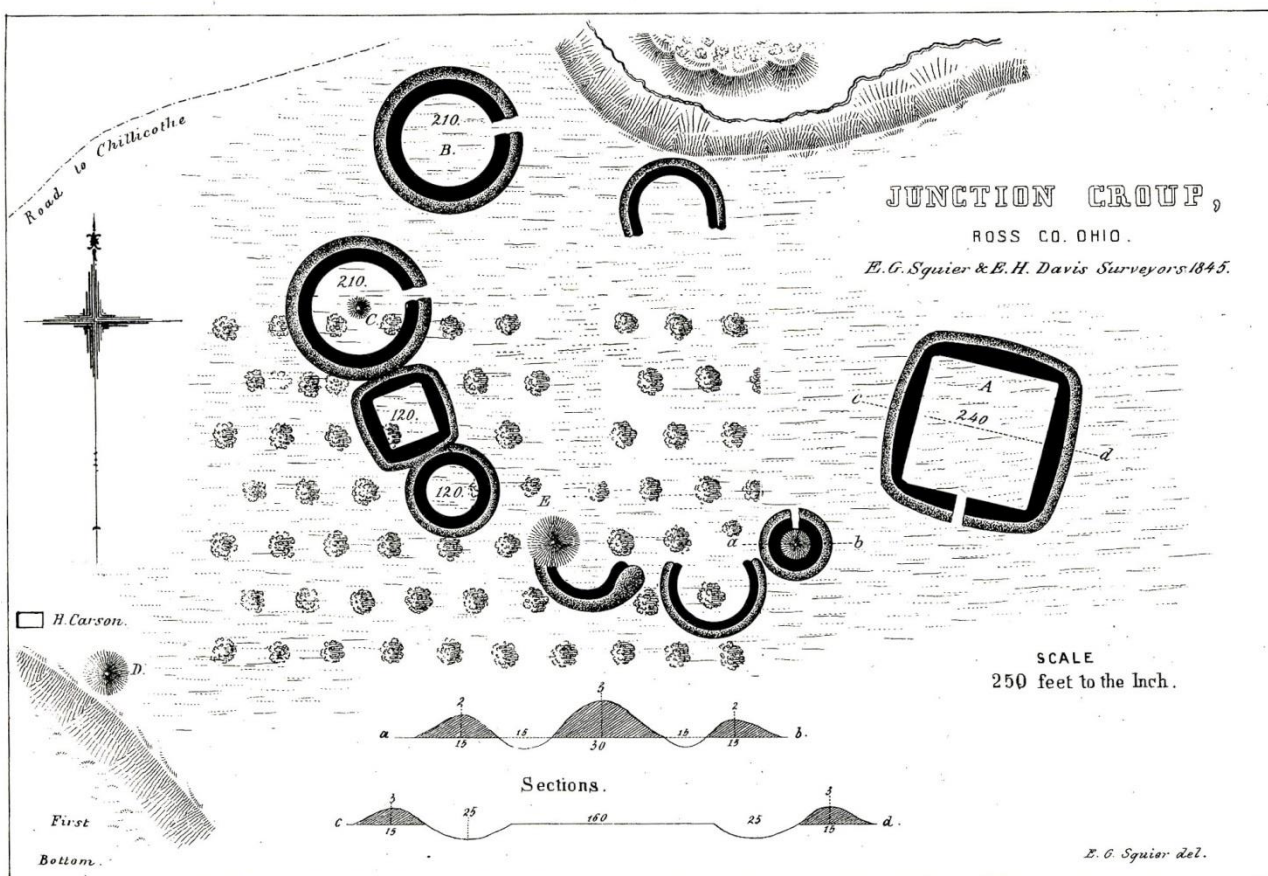 Road to Chillicothe
210.
B.
JUNCTION GROUP,
ROSS CO. OHIO.
E.G. Squier & E.H. Davis Surveyors 1845.
210.
C.
A
c
240
d
120.
120.
E
a
b
H. Carson.
D.
SCALE
250 feet to the Inch.
2
3
2
a
15
15
30
15
15
b.
Sections.
3
25
160
25
3
c
15
15
d.
First
Bottom.
E. G. Squier del.